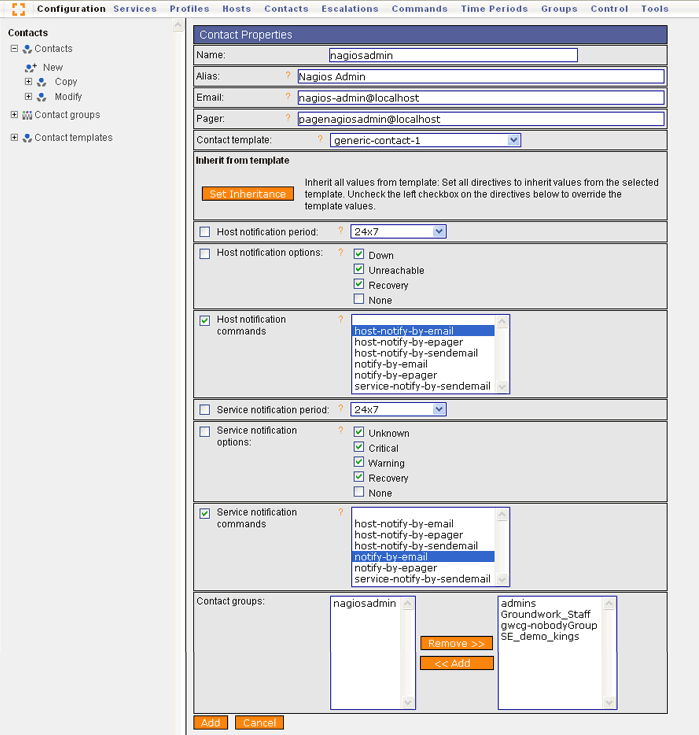 Configuration Services Profiles Hosts Contacts Escalations Commands Time Periods Groups Control Tools
Contacts
Contacts
New
Copy
Modify
Contact groups
Contact templates
Contact Properties
Name: nagiosadmin
Alias: ? Nagios Admin
Email: ? nagios-admin@localhost
Pager: ? pagenagiosadmin@localhost
Contact template: ? generic-contact-1
Inherit from template
Set Inheritance
Inherit all values from template: Set all directives to inherit values from the selected
template. Uncheck the left checkbox on the directives below to override the
template values.
Host notification period: ? 24x7
Host notification options: ? Down
Unreachable
Recovery
None
Host notification ?
commands
host-notify-by-email
host-notify-by-epager
host-notify-by-sendemail
notify-by-email
notify-by-epager
service-notify-by-sendemail
Service notification period: ? 24x7
Service notification ? Unknown
options:
Critical
Warning
Recovery
None
Service notification ?
commands
host-notify-by-email
host-notify-by-epager
host-notify-by-sendemail
notify-by-email
notify-by-epager
service-notify-by-sendemail
Contact groups: nagiosadmin
Remove >>
<< Add
admins
Groundwork_Staff
gwcg-nobodyGroup
SE_demo_kings
Add Cancel